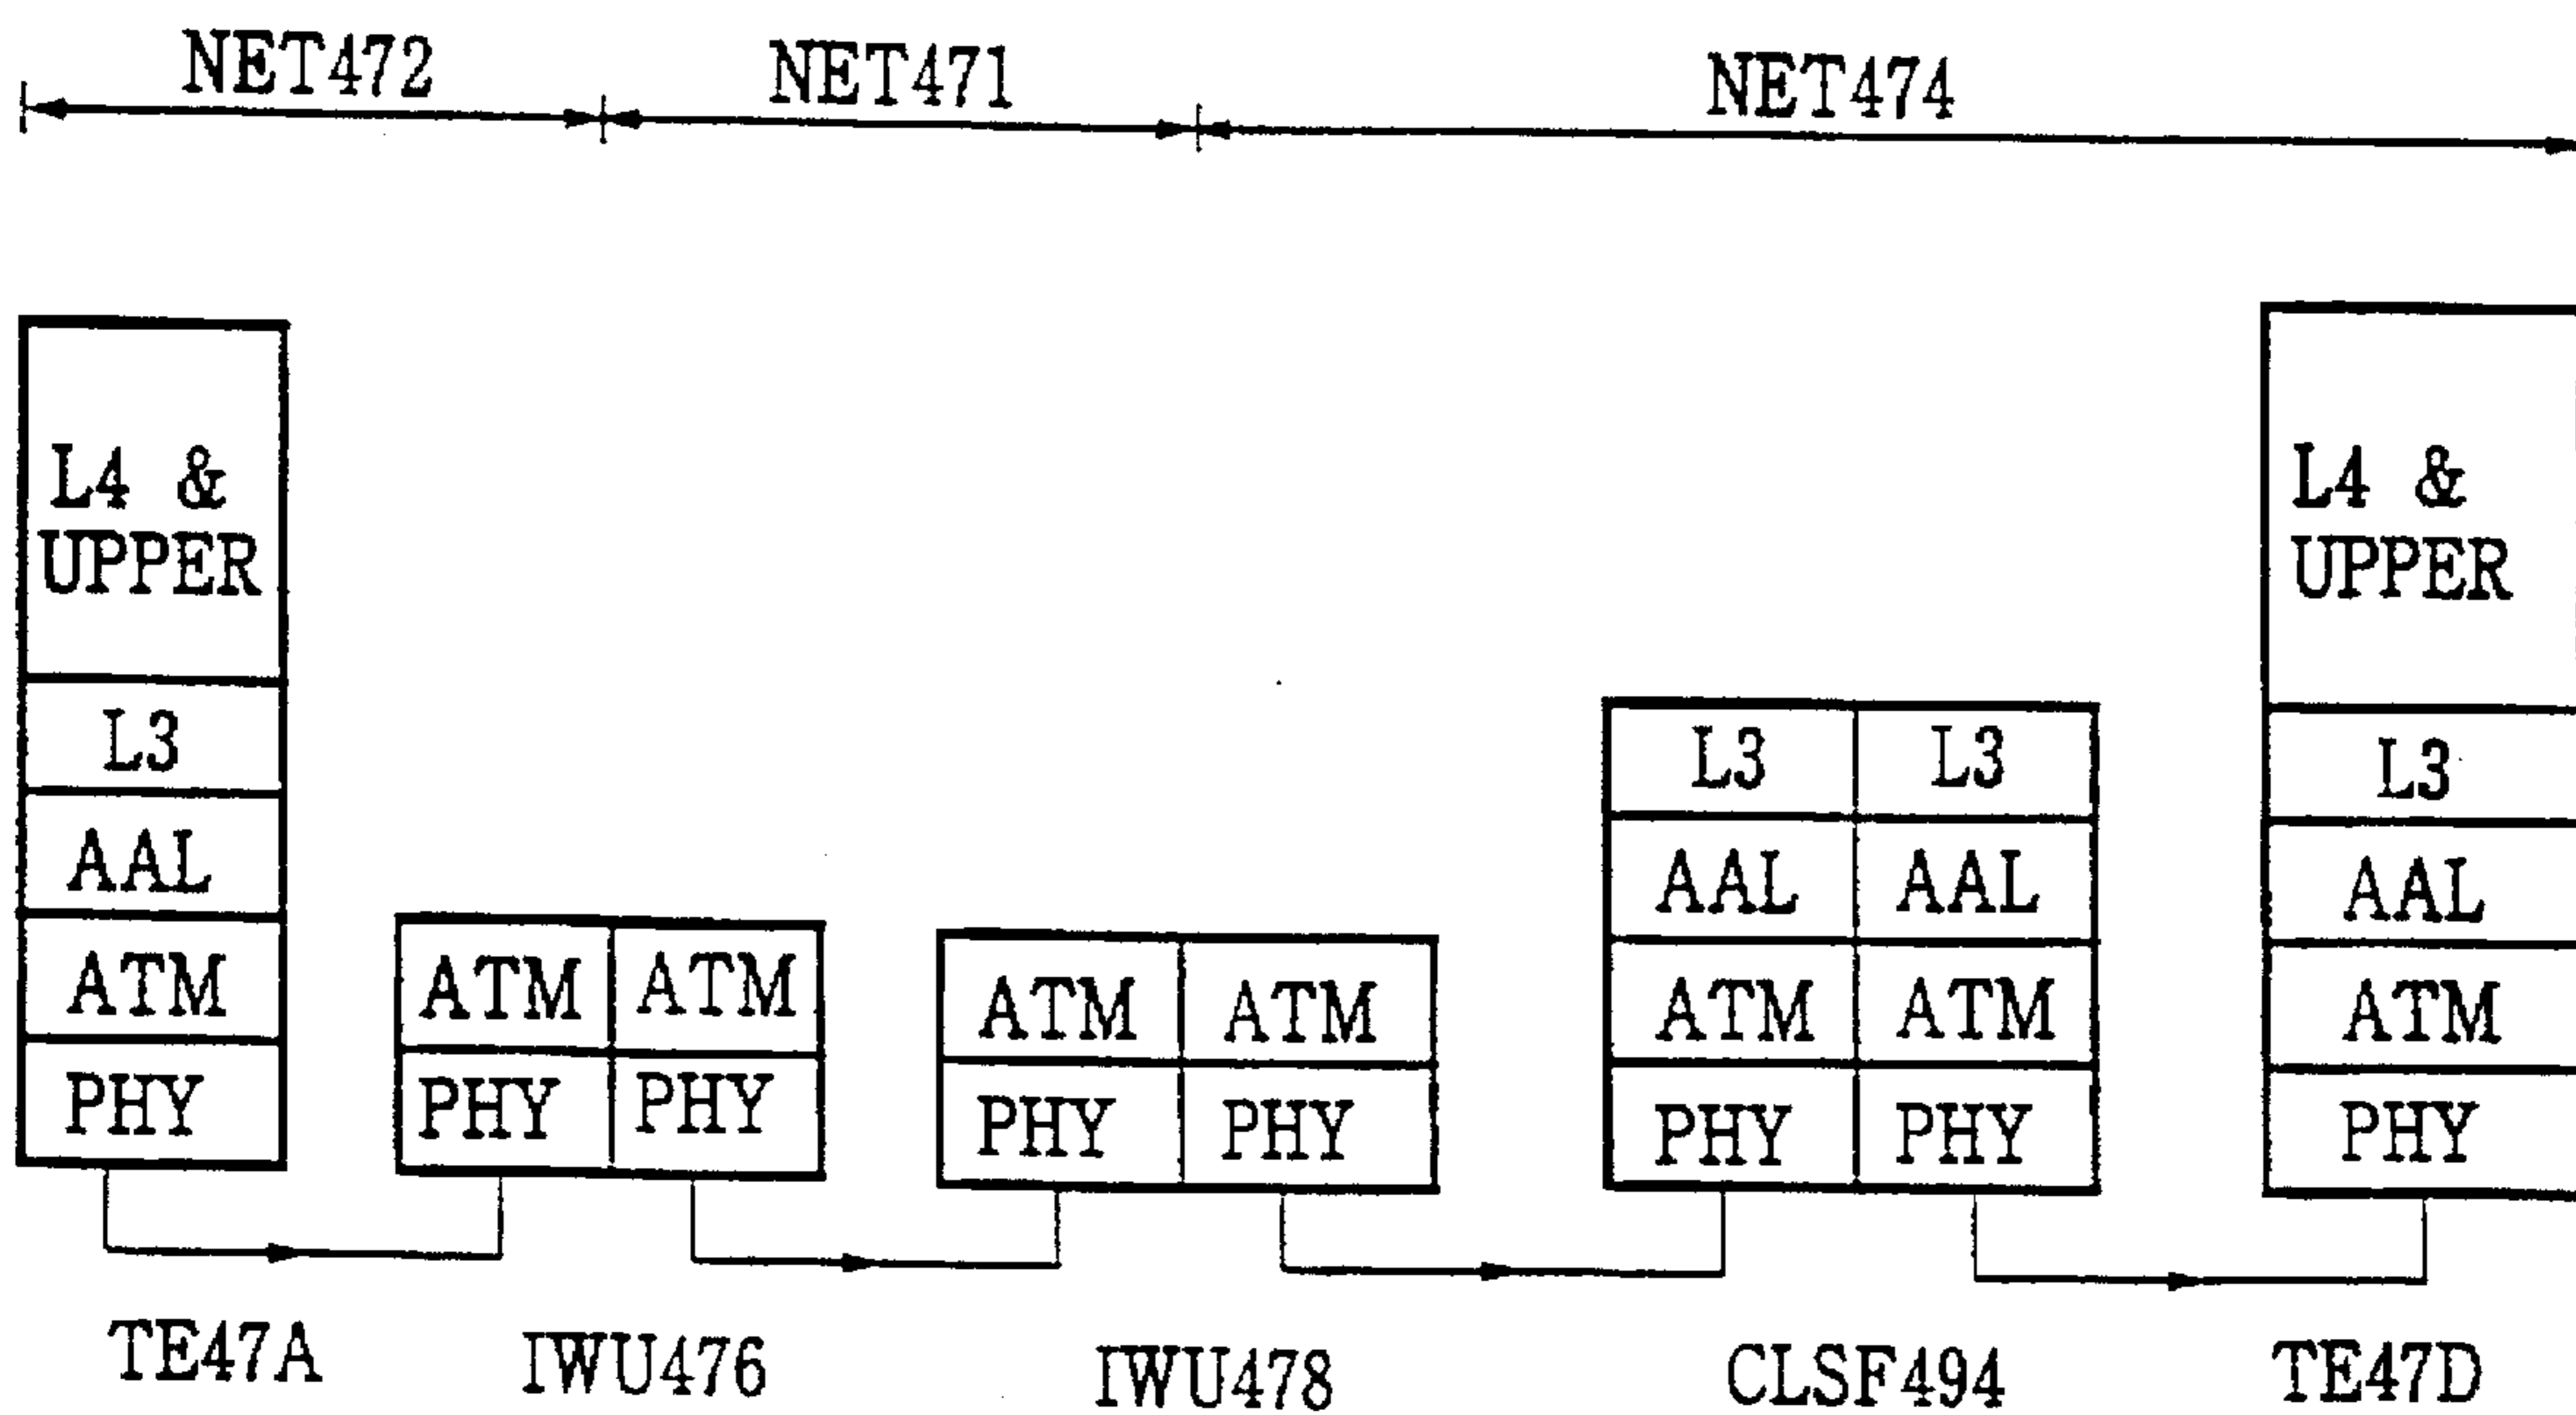 NET472 NET471 NET474
L4 &
UPPER
L3
AAL
ATM
PHY
ATM ATM
PHY PHY
ATM ATM
PHY PHY
L3 L3
AAL AAL
ATM ATM
PHY PHY
L4 &
UPPER
L3
AAL
ATM
PHY
TE47A IWU476 IWU478 CLSF494 TE47D